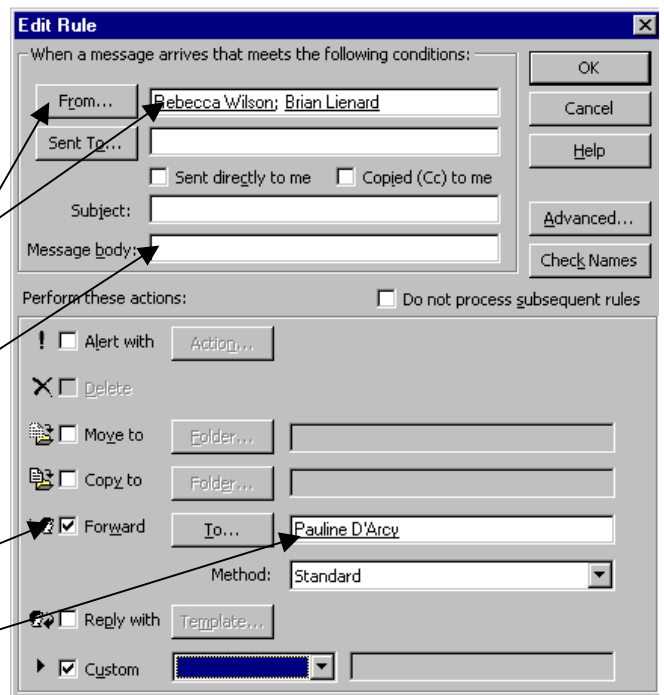 Edit Rule
When a message arrives that meets the following conditions:
OK
From... Rebecca Wilson; Brian Lienard
Cancel
Sent To...
Help
Sent directly to me Copied (Cc) to me
Subject:
Advanced...
Message body:
Check Names
Perform these actions: Do not process subsequent rules
Alert with Action...
Delete
Move to Folder...
Copy to Folder...
Forward To... Pauline D'Arcy
Method: Standard
Reply with Template...
Custom